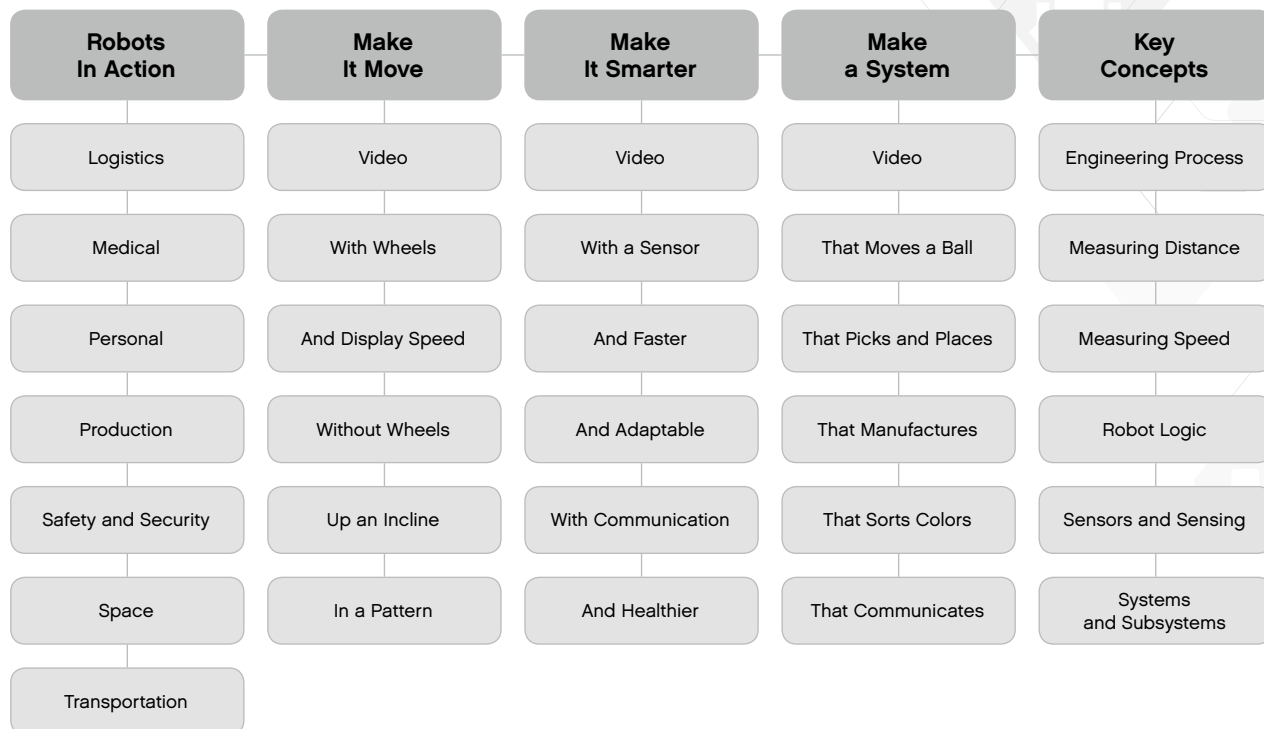 Robots
In Action
Logistics
Medical
Personal
Production
Safety and Security
Space
Transportation
Make
It Move
Video
With Wheels
And Display Speed
Without Wheels
Up an Incline
In a Pattern
Make
It Smarter
Video
With a Sensor
And Faster
And Adaptable
With Communication
And Healthier
Make
a System
Video
That Moves a Ball
That Picks and Places
That Manufactures
That Sorts Colors
That Communicates
Key
Concepts
Engineering Process
Measuring Distance
Measuring Speed
Robot Logic
Sensors and Sensing
Systems
and Subsystems